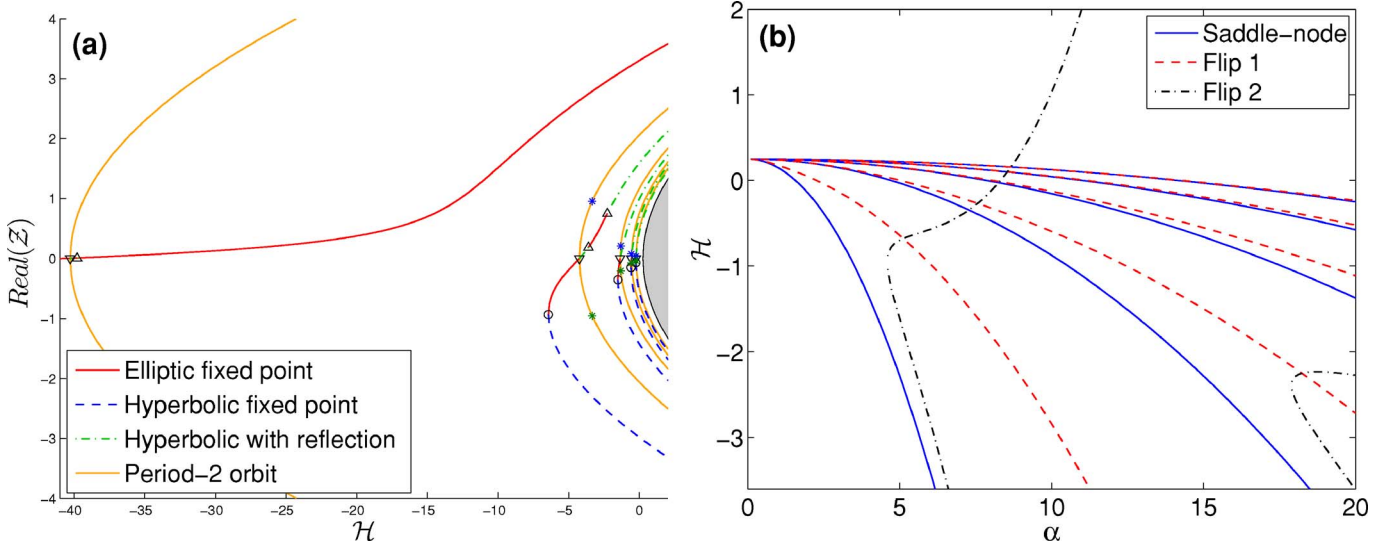 (a)
Real(Z)
4
3
2
1
0
−1
−2
−3
−4
Elliptic fixed point
Hyperbolic fixed point
Hyperbolic with reflection
Period−2 orbit
−40 −35 −30 −25 −20 −15 −10 −5 0
H
(b)
H
2
1
0
−1
−2
−3
Saddle−node
Flip 1
Flip 2
0 5 10 15 20
α